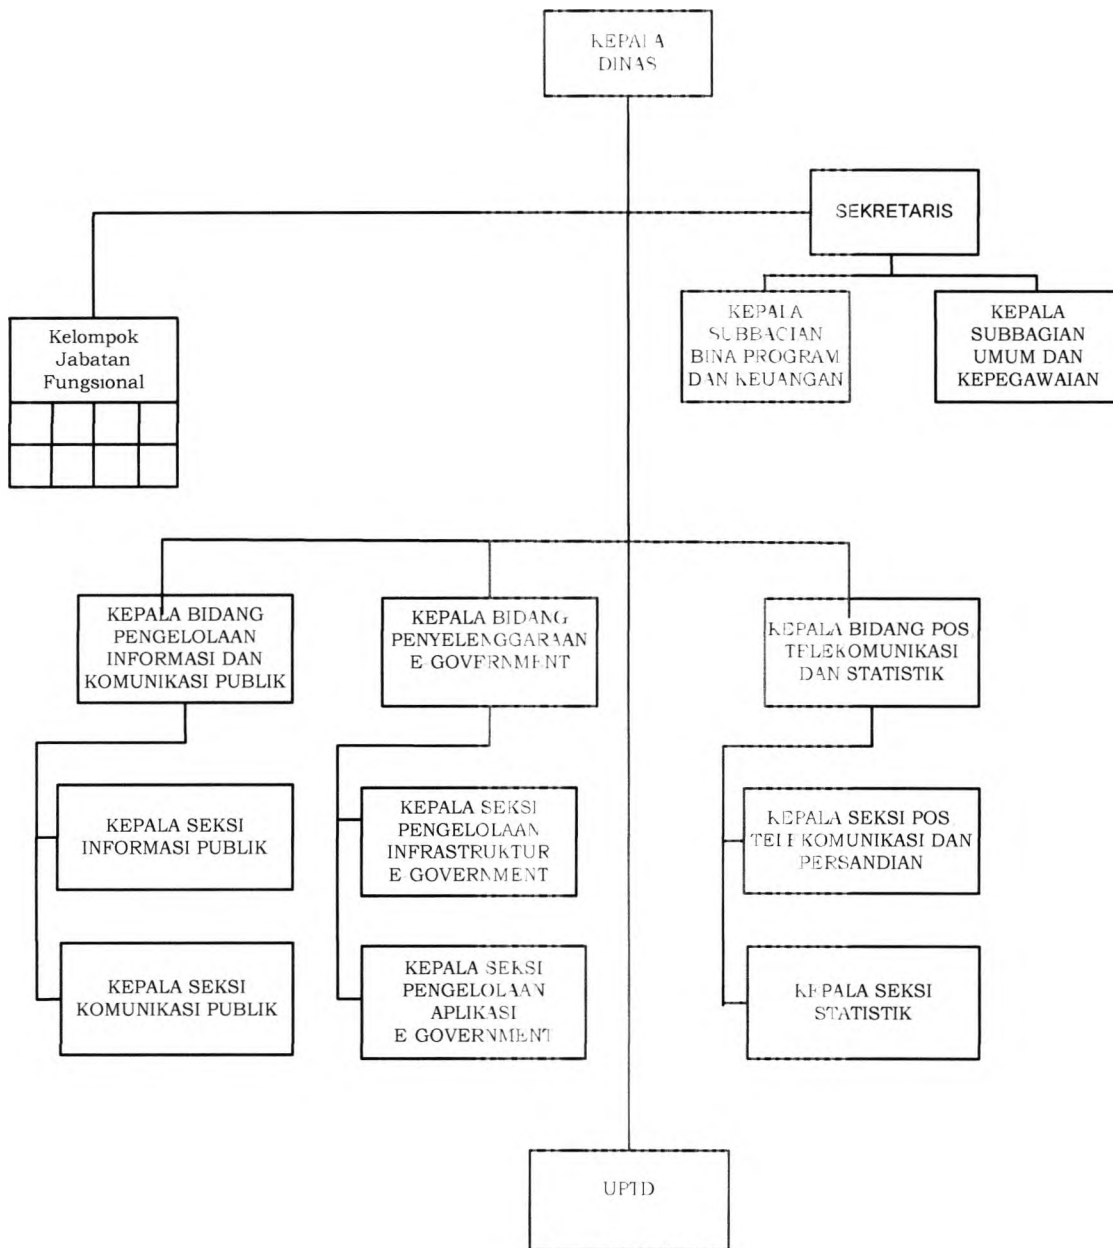 KEPALA
DINAS
SEKRETARIS
KEPALA
SUBBAGIAN
BINA PROGRAM
DAN KEUANGAN
KEPALA
SUBBAGIAN
UMUM DAN
KEPEGAWAIAN
Kelompok
Jabatan
Fungsional
KEPALA BIDANG
PENGELOLAAN
INFORMASI DAN
KOMUNIKASI PUBLIK
KEPALA BIDANG
PENYELENGGARAAN
E-GOVERNMENT
KEPALA BIDANG POS
TELEKOMUNIKASI
DAN STATISTIK
KEPALA SEKSI
INFORMASI PUBLIK
KEPALA SEKSI
PENGELOLAAN
INFRASTRUKTUR
E GOVERNMENT
KEPALA SEKSI POS
TELEKOMUNIKASI DAN
PERSANDIAN
KEPALA SEKSI
KOMUNIKASI PUBLIK
KEPALA SEKSI
PENGELOLAAN
APLIKASI
E GOVERNMENT
KEPALA SEKSI
STATISTIK
UPTD